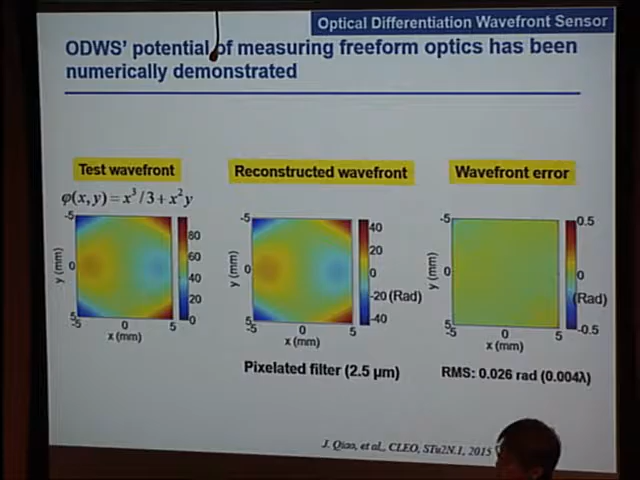 Optical Differentiation Wavefront Sensor
ODWS' potential of measuring freeform optics has been
numerically demonstrated
Test wavefront
φ(x,y)=x³/3+x²y
-5
0
5
y (mm)
-5 0 5
x (mm)
80
60
40
20
0
Reconstructed wavefront
-5
0
5
y (mm)
-5 0 5
x (mm)
40
20
0
-20 (Rad)
-40
Pixelated filter (2.5 µm)
Wavefront error
-5
0
5
y (mm)
-5 0 5
x (mm)
0.5
0
(Rad)
-0.5
RMS: 0.026 rad (0.004λ)
J. Qiao, et al., CLEO, STu2N.1, 2015